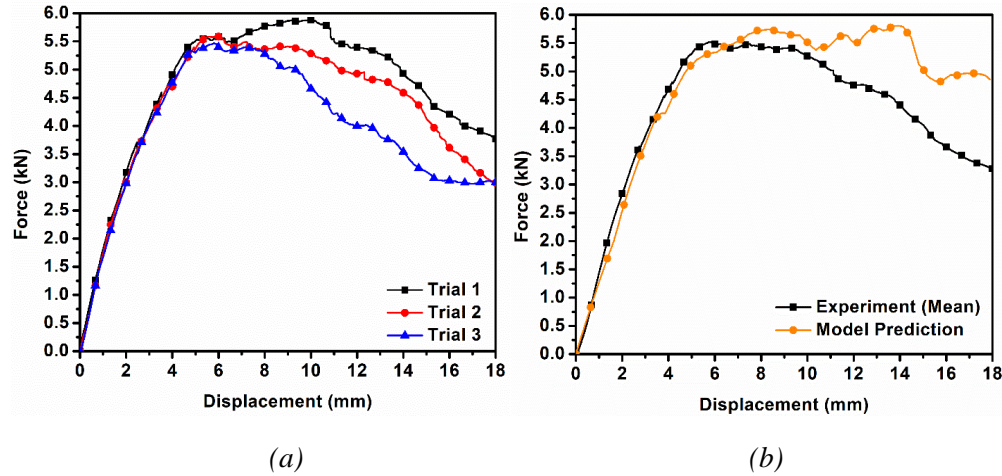 6.0
5.5
5.0
4.5
4.0
3.5
3.0
2.5
2.0
1.5
1.0
0.5
0.0
Force (kN)
0 2 4 6 8 10 12 14 16 18
Displacement (mm)
Trial 1
Trial 2
Trial 3
(a)
6.0
5.5
5.0
4.5
4.0
3.5
3.0
2.5
2.0
1.5
1.0
0.5
0.0
Force (kN)
0 2 4 6 8 10 12 14 16 18
Displacement (mm)
Experiment (Mean)
Model Prediction
(b)